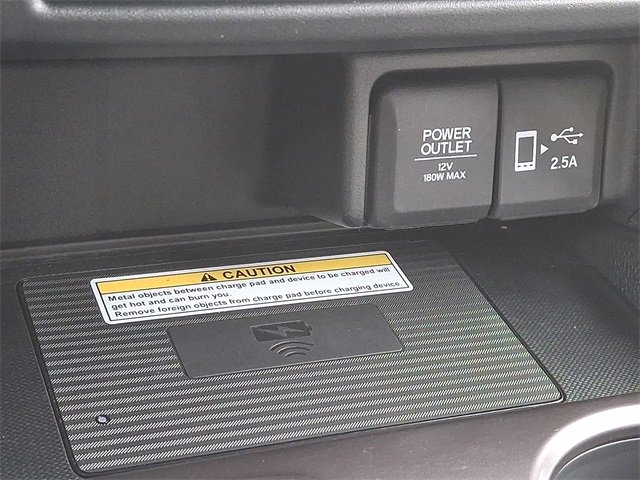 POWER
OUTLET
12V
180W MAX
2.5A
CAUTION
Metal objects between charge pad and device to be charged will
get hot and can burn you.
Remove foreign objects from charge pad before charging device